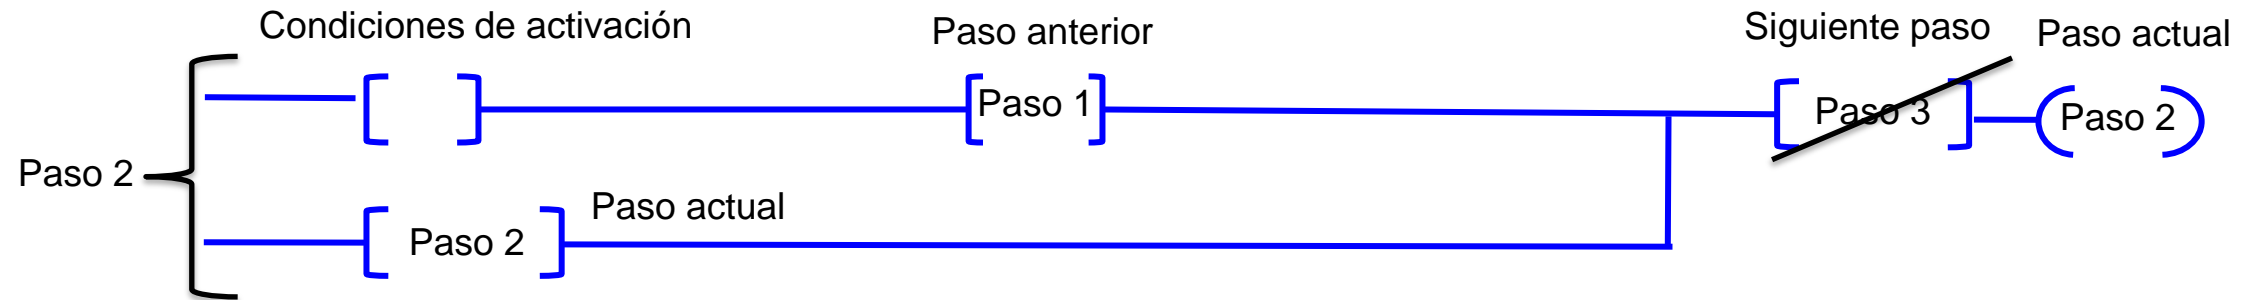 Condiciones de activación
Paso anterior
Siguiente paso
Paso actual
Paso 1
Paso 3
Paso 2
Paso 2
Paso actual
Paso 2